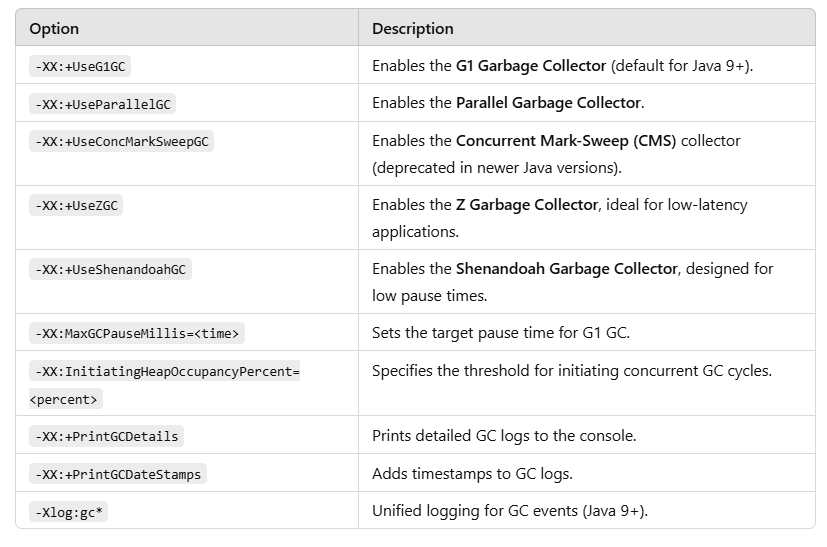 Option Description
-XX:+UseG1GC Enables the G1 Garbage Collector (default for Java 9+).
-XX:+UseParallelGC Enables the Parallel Garbage Collector.
-XX:+UseConcMarkSweepGC Enables the Concurrent Mark-Sweep (CMS) collector
(deprecated in newer Java versions).
-XX:+UseZGC Enables the Z Garbage Collector, ideal for low-latency
applications.
-XX:+UseShenandoahGC Enables the Shenandoah Garbage Collector, designed for
low pause times.
-XX:MaxGCPauseMillis=<time> Sets the target pause time for G1 GC.
-XX:InitiatingHeapOccupancyPercent= Specifies the threshold for initiating concurrent GC cycles.
<percent>
-XX:+PrintGCDetails Prints detailed GC logs to the console.
-XX:+PrintGCDateStamps Adds timestamps to GC logs.
-Xlog:gc* Unified logging for GC events (Java 9+).